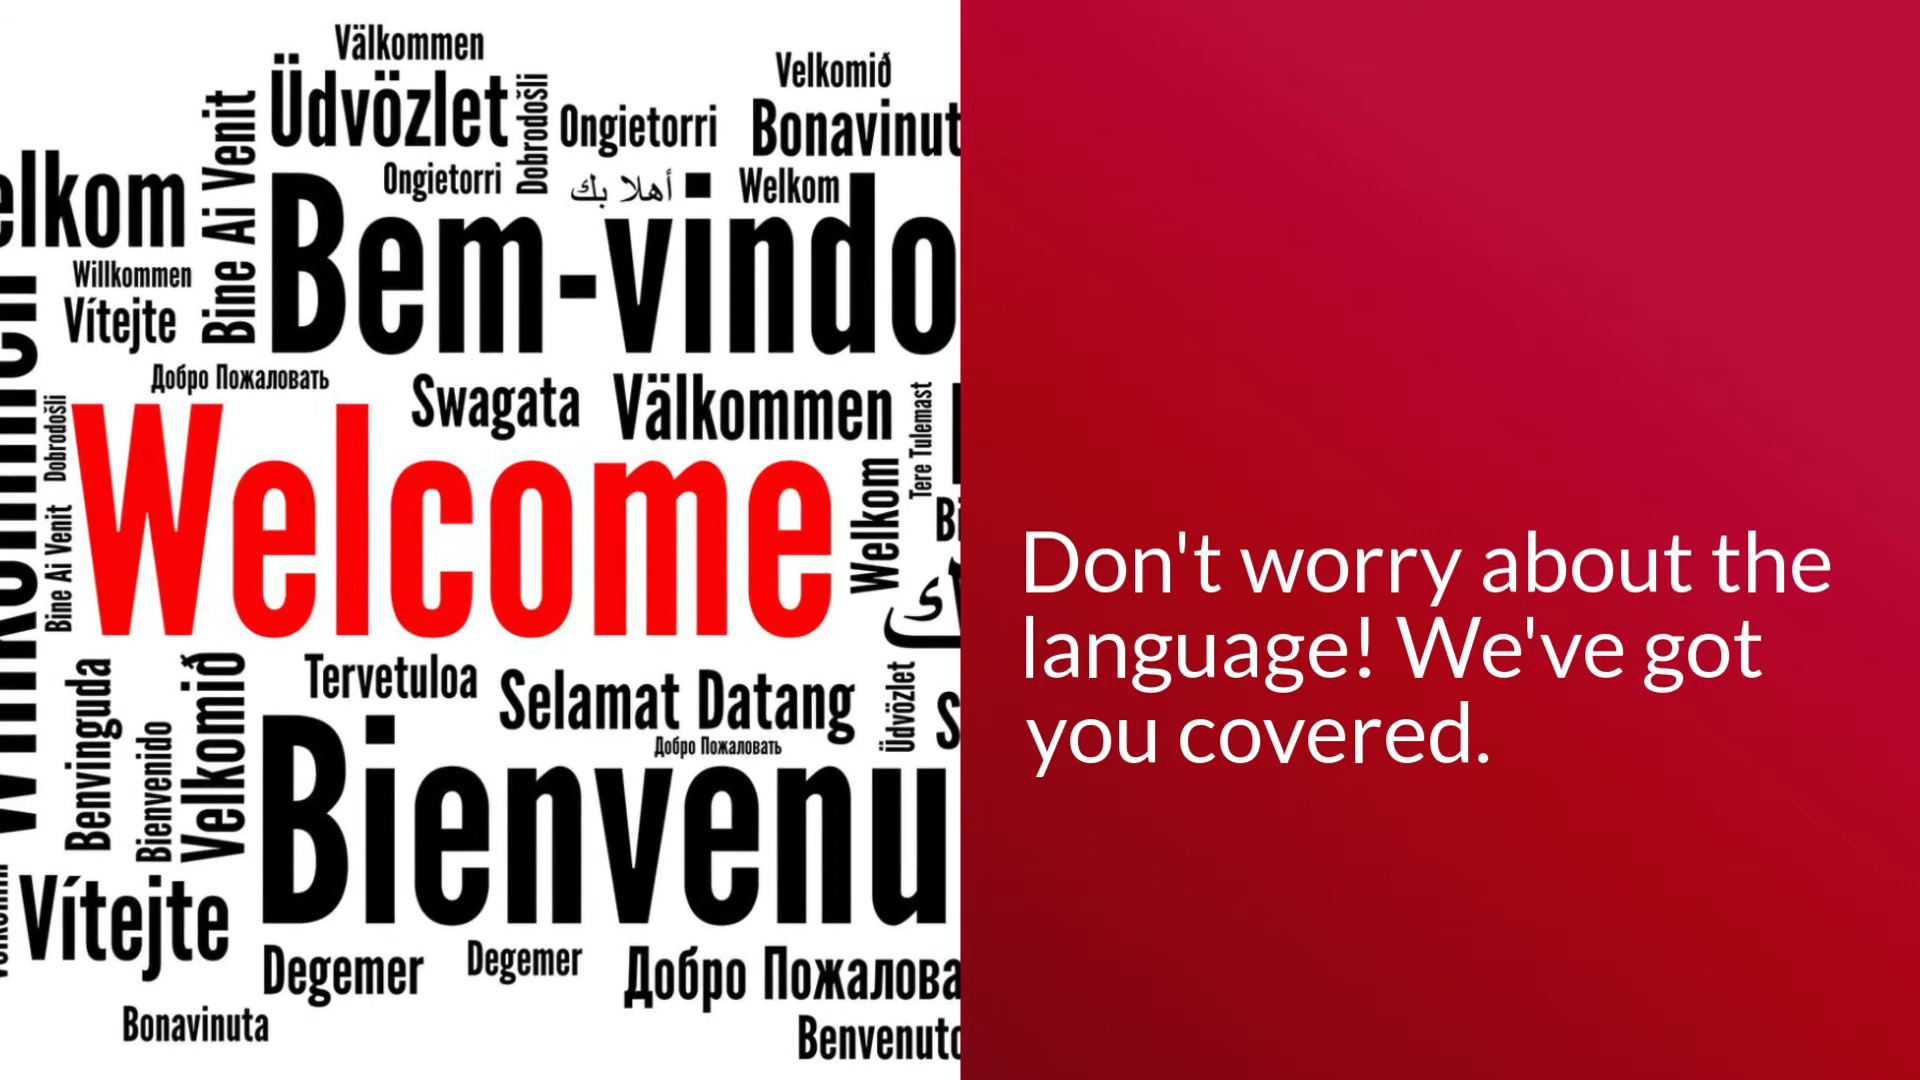 Välkommen
Üdvözlet
Dobrodošli
Ongietorri
Velkomið
Bonavinut
Bine Ai Venit
Ongietorri
أهلا بك
Welkom
elkom
Willkommen
Vítejte
Bem-vindo
Добро Пожаловать
Swagata
Välkommen
Tere Tulemast
Dobrodošli
Welcome
Welkom
Bi
Bine Ai Venit
Tervetuloa
Selamat Datang
Üdvözlet
S
Добро Пожаловать
Benvinguda
Bienvenido
Velkomið
Bienvenu
Vítejte
Degemer
Degemer
Добро Пожалова
Bonavinuta
Benvenuto
Don't worry about the
language! We've got
you covered.